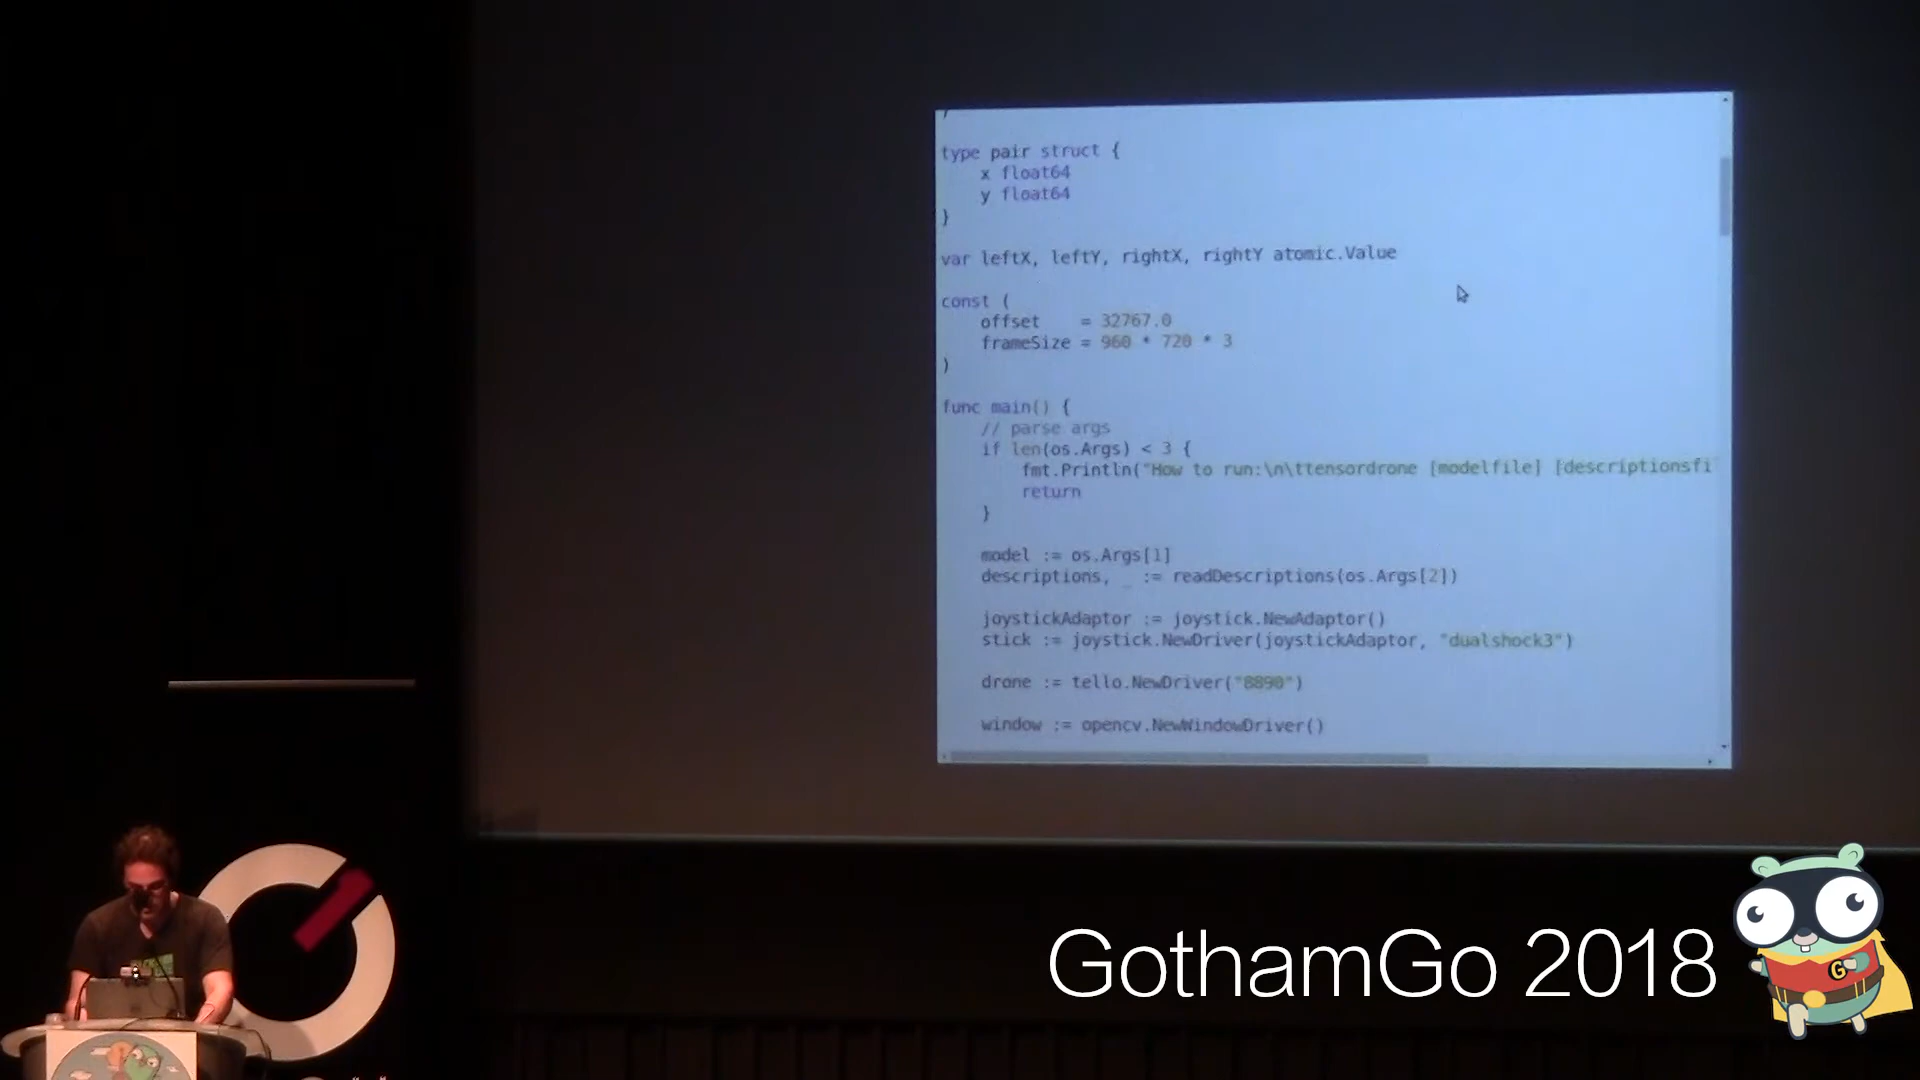 }
type pair struct {
    x float64
    y float64
}
var leftX, leftY, rightX, rightY atomic.Value
const (
    offset    = 32767.0
    frameSize = 960 * 720 * 3
)
func main() {
    // parse args
    if len(os.Args) < 3 {
        fmt.Println("How to run:\n\ttensordrone [modelfile] [descriptionsfi
        return
    }
    model := os.Args[1]
    descriptions, _ := readDescriptions(os.Args[2])
    joystickAdaptor := joystick.NewAdaptor()
    stick := joystick.NewDriver(joystickAdaptor, "dualshock3")
    drone := tello.NewDriver("8890")
    window := opencv.NewWindowDriver()
GothamGo 2018
G